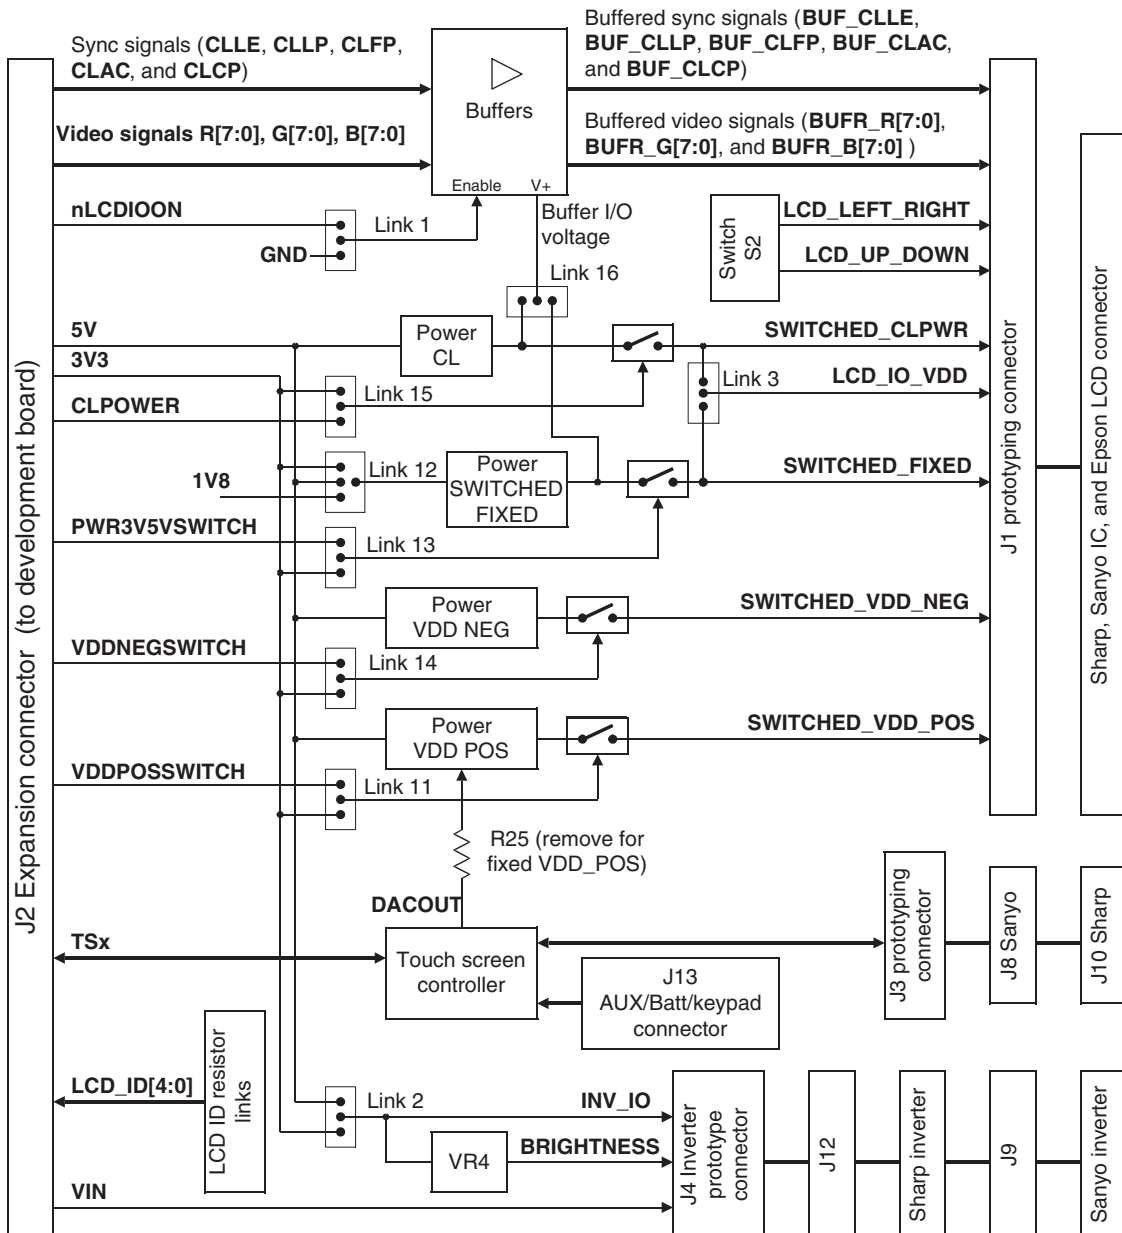 Sync signals (CLLE, CLLP, CLFP,
CLAC, and CLCP)
Buffered sync signals (BUF_CLLE,
BUF_CLLP, BUF_CLFP, BUF_CLAC,
and BUF_CLCP)
Buffers
Video signals R[7:0], G[7:0], B[7:0]
Buffered video signals (BUFR_R[7:0],
BUFR_G[7:0], and BUFR_B[7:0] )
Enable
V+
nLCDIOON
Link 1
GND
Buffer I/O
voltage
Switch
S2
LCD_LEFT_RIGHT
LCD_UP_DOWN
Link 16
5V
Power
CL
SWITCHED_CLPWR
3V3
Link 15
Link 3
LCD_IO_VDD
CLPOWER
Link 12
1V8
Power
SWITCHED
FIXED
SWITCHED_FIXED
PWR3V5VSWITCH
Link 13
Power
VDD NEG
SWITCHED_VDD_NEG
VDDNEGSWITCH
Link 14
Power
VDD POS
SWITCHED_VDD_POS
VDDPOSSWITCH
Link 11
R25 (remove for
fixed VDD_POS)
DACOUT
TSx
Touch screen
controller
J13
AUX/Batt/keypad
connector
J3 prototyping
connector
J8 Sanyo
J10 Sharp
LCD_ID[4:0]
LCD ID resistor
links
Link 2
INV_IO
VR4
BRIGHTNESS
VIN
J4 Inverter
prototype
connector
J12
Sharp inverter
J9
Sanyo inverter
J2 Expansion connector (to development board)
J1 prototyping connector
Sharp, Sanyo IC, and Epson LCD connector